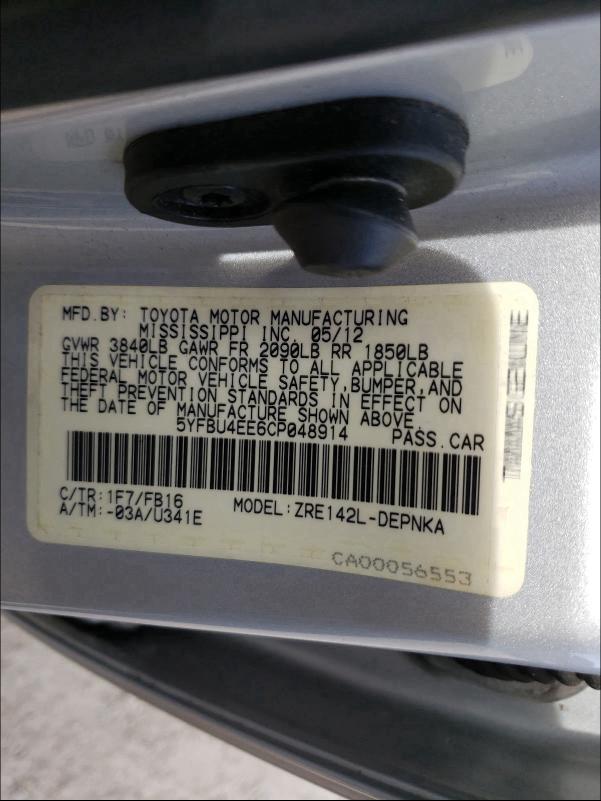 MFD.BY: TOYOTA MOTOR MANUFACTURING
MISSISSIPPI INC. 05/12
GVWR 3840LB GAWR FR 2090LB RR 1850LB
THIS VEHICLE CONFORMS TO ALL APPLICABLE
FEDERAL MOTOR VEHICLE SAFETY,BUMPER,AND
THEFT PREVENTION STANDARDS IN EFFECT ON
THE DATE OF MANUFACTURE SHOWN ABOVE.
5YFBU4EE6CP048914 PASS.CAR
C/TR:1F7/FB16 MODEL:ZRE142L-DEPNKA
A/TM:-03A/U341E
CA00056553